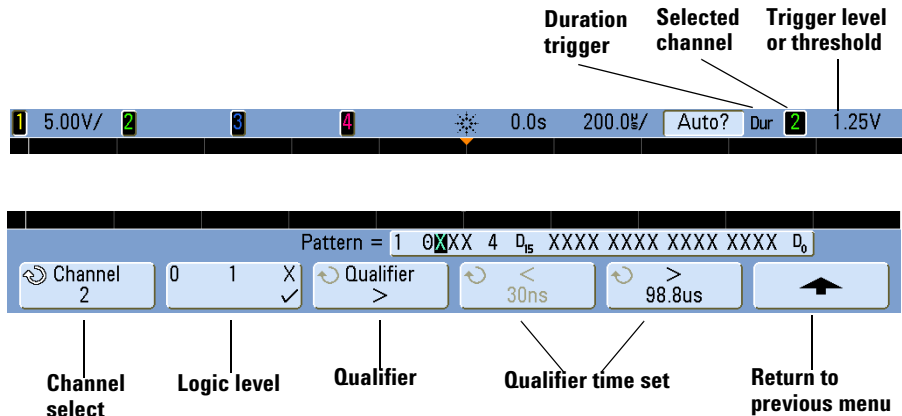 Duration trigger
Selected channel
Trigger level or threshold
1 5.00V/ 2 3 4 0.0s 200.0㎲/ Auto? Dur 2 1.25V
Pattern = 1 0XXX 4 D15 XXXX XXXX XXXX XXXX D0
Channel 2
0 1 X ✓
Qualifier >
< 30ns
> 98.8us
Channel select
Logic level
Qualifier
Qualifier time set
Return to previous menu